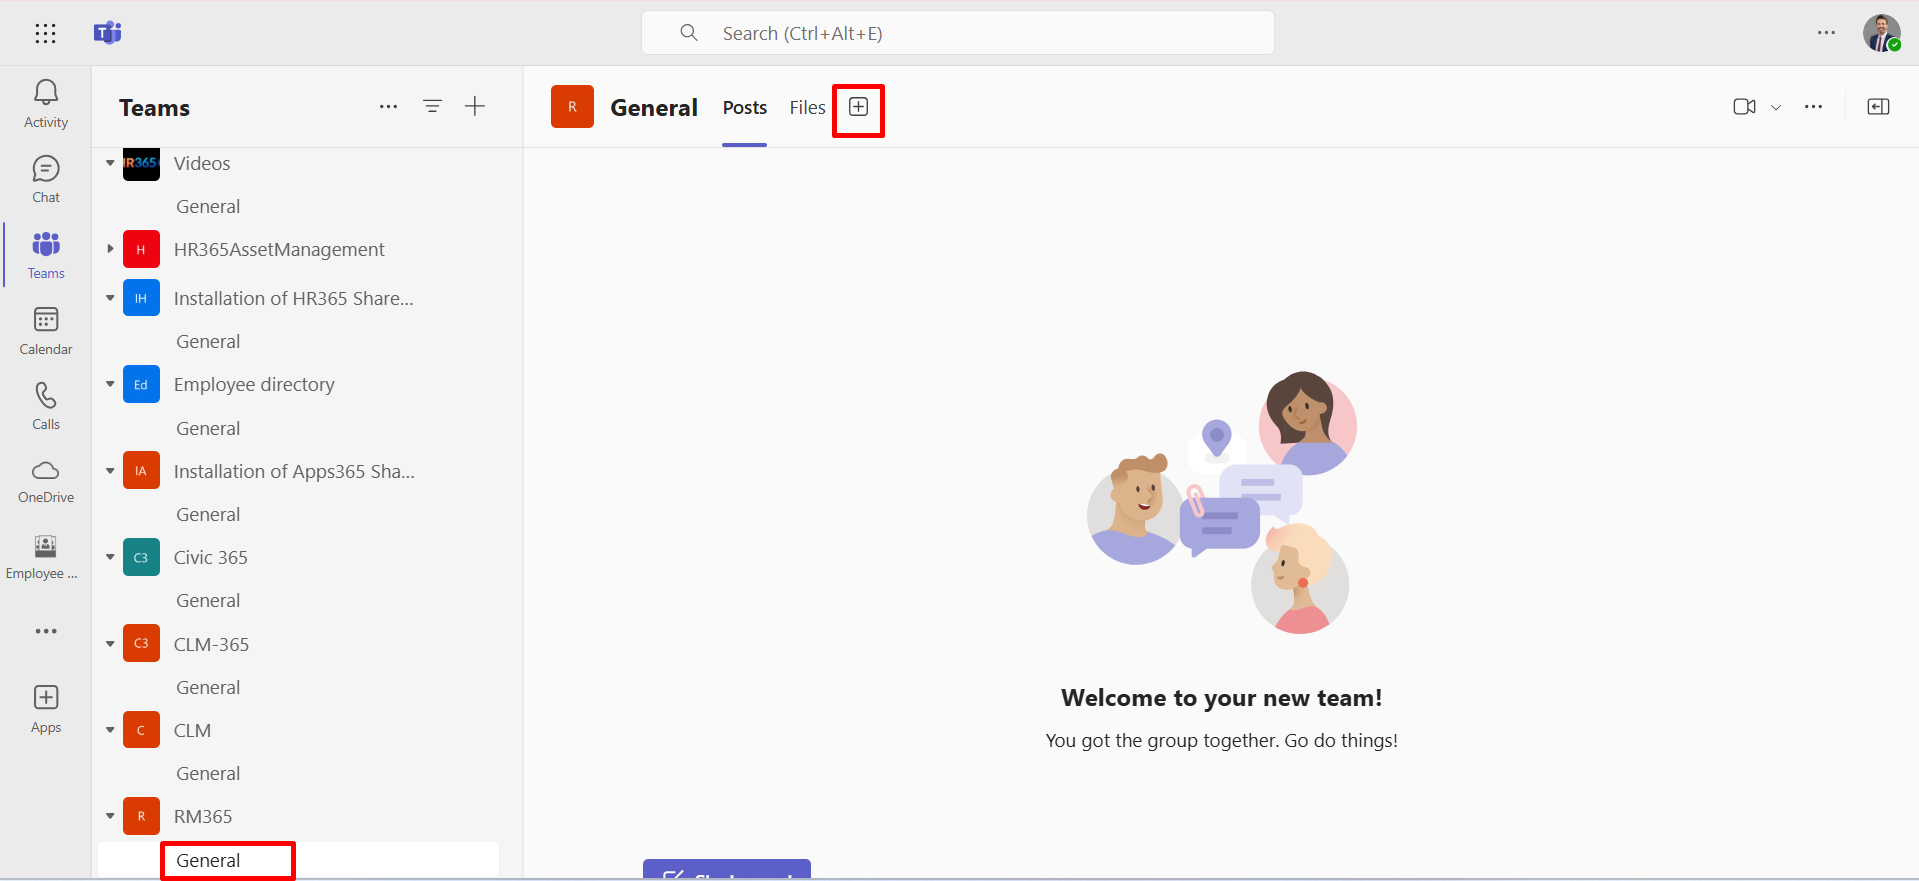 Search (Ctrl+Alt+E)
Activity
Chat
Teams
Calendar
Calls
OneDrive
Employee ...
Apps
Teams
Videos
General
H
HR365AssetManagement
IH
Installation of HR365 Share...
General
Ed
Employee directory
General
IA
Installation of Apps365 Sha...
General
C3
Civic 365
General
C3
CLM-365
General
C
CLM
General
R
RM365
General
R
General
Posts
Files
Welcome to your new team!
You got the group together. Go do things!